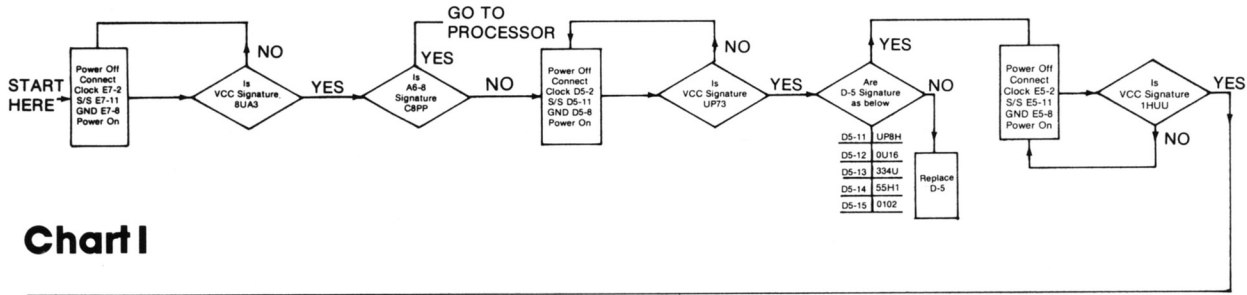 START
HERE
Power Off
Connect
Clock E7-2
S/S E7-11
GND E7-8
Power On
NO
Is
VCC Signature
8UA3
YES
GO TO
PROCESSOR
YES
Is
A6-8
Signature
C8PP
NO
Power Off
Connect
Clock D5-2
S/S D5-11
GND D5-8
Power On
NO
Is
VCC Signature
UP73
YES
YES
Are
D-5 Signature
as below
NO
D5-11 UP8H
D5-12 0U16
D5-13 334U
D5-14 55H1
D5-15 0102
Replace
D-5
Power Off
Connect
Clock E5-2
S/S E5-11
GND E5-8
Power On
Is
VCC Signature
1HUU
YES
NO
Chart I